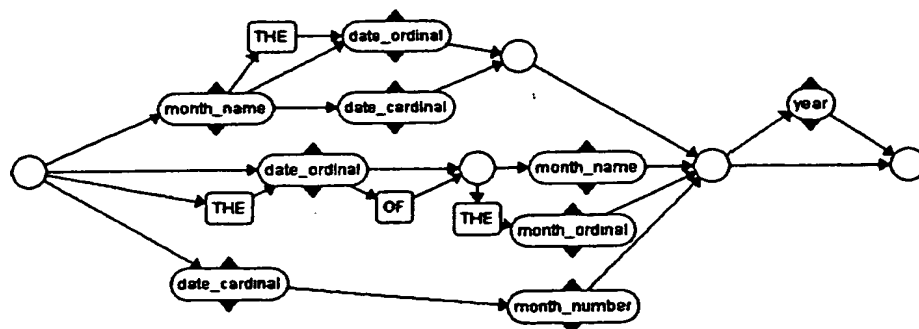 THE
date_ordinal
month_name
date_cardinal
year
date_ordinal
month_name
THE
OF
THE
month_ordinal
date_cardinal
month_number